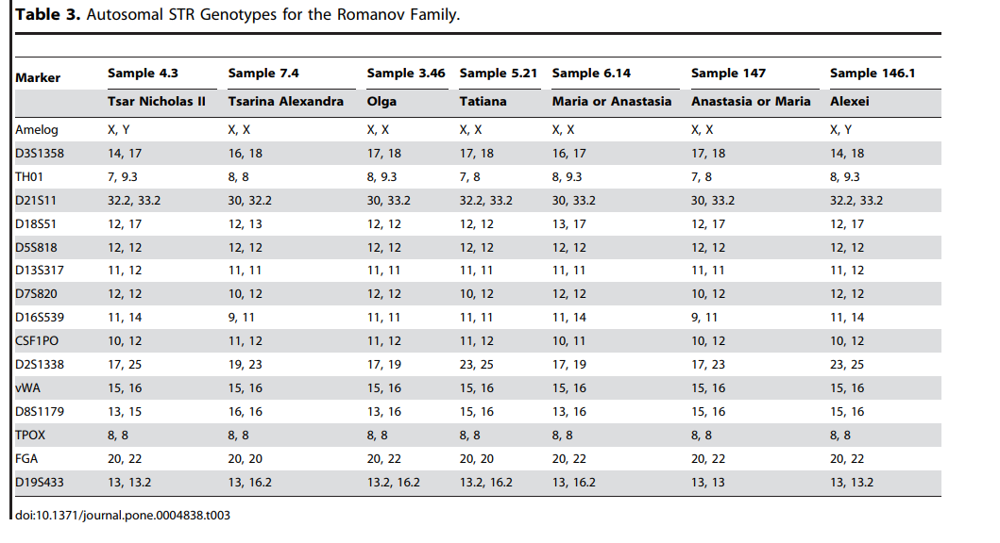 Table 3. Autosomal STR Genotypes for the Romanov Family.
Marker Sample 4.3 Sample 7.4 Sample 3.46 Sample 5.21 Sample 6.14 Sample 147 Sample 146.1
Tsar Nicholas II Tsarina Alexandra Olga Tatiana Maria or Anastasia Anastasia or Maria Alexei
Amelog X, Y X, X X, X X, X X, X X, X X, Y
D3S1358 14, 17 16, 18 17, 18 17, 18 16, 17 17, 18 14, 18
TH01 7, 9.3 8, 8 8, 9.3 7, 8 8, 9.3 7, 8 8, 9.3
D21S11 32.2, 33.2 30, 32.2 30, 33.2 32.2, 33.2 30, 33.2 30, 33.2 32.2, 33.2
D18S51 12, 17 12, 13 12, 12 12, 12 13, 17 12, 17 12, 17
D5S818 12, 12 12, 12 12, 12 12, 12 12, 12 12, 12 12, 12
D13S317 11, 12 11, 11 11, 11 11, 11 11, 11 11, 11 11, 12
D7S820 12, 12 10, 12 12, 12 10, 12 12, 12 10, 12 12, 12
D16S539 11, 14 9, 11 11, 11 11, 11 11, 14 9, 11 11, 14
CSF1PO 10, 12 11, 12 11, 12 11, 12 10, 11 10, 12 10, 12
D2S1338 17, 25 19, 23 17, 19 23, 25 17, 19 17, 23 23, 25
vWA 15, 16 15, 16 15, 16 15, 16 15, 16 15, 16 15, 16
D8S1179 13, 15 16, 16 13, 16 15, 16 13, 16 15, 16 15, 16
TPOX 8, 8 8, 8 8, 8 8, 8 8, 8 8, 8 8, 8
FGA 20, 22 20, 20 20, 22 20, 20 20, 22 20, 22 20, 22
D19S433 13, 13.2 13, 16.2 13.2, 16.2 13.2, 16.2 13, 16.2 13, 13 13, 13.2
doi:10.1371/journal.pone.0004838.t003